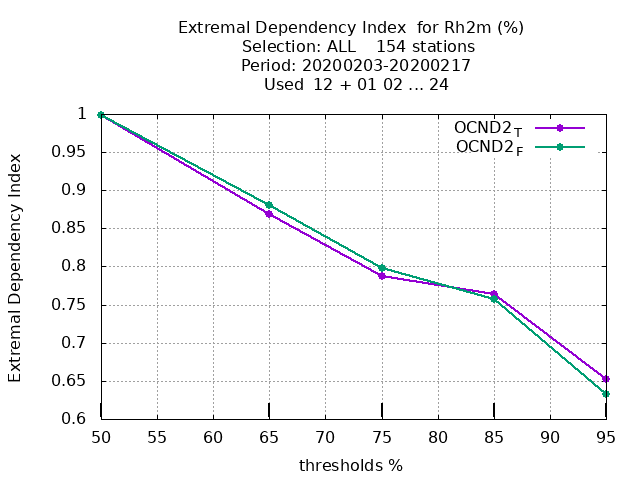 Extremal Dependency Index  for Rh2m (%)
Selection: ALL    154 stations
Period: 20200203-20200217
Used  12 + 01 02 ... 24
Extremal Dependency Index
1
0.95
0.9
0.85
0.8
0.75
0.7
0.65
0.6
OCND2_T
OCND2_F
50 55 60 65 70 75 80 85 90 95
thresholds %